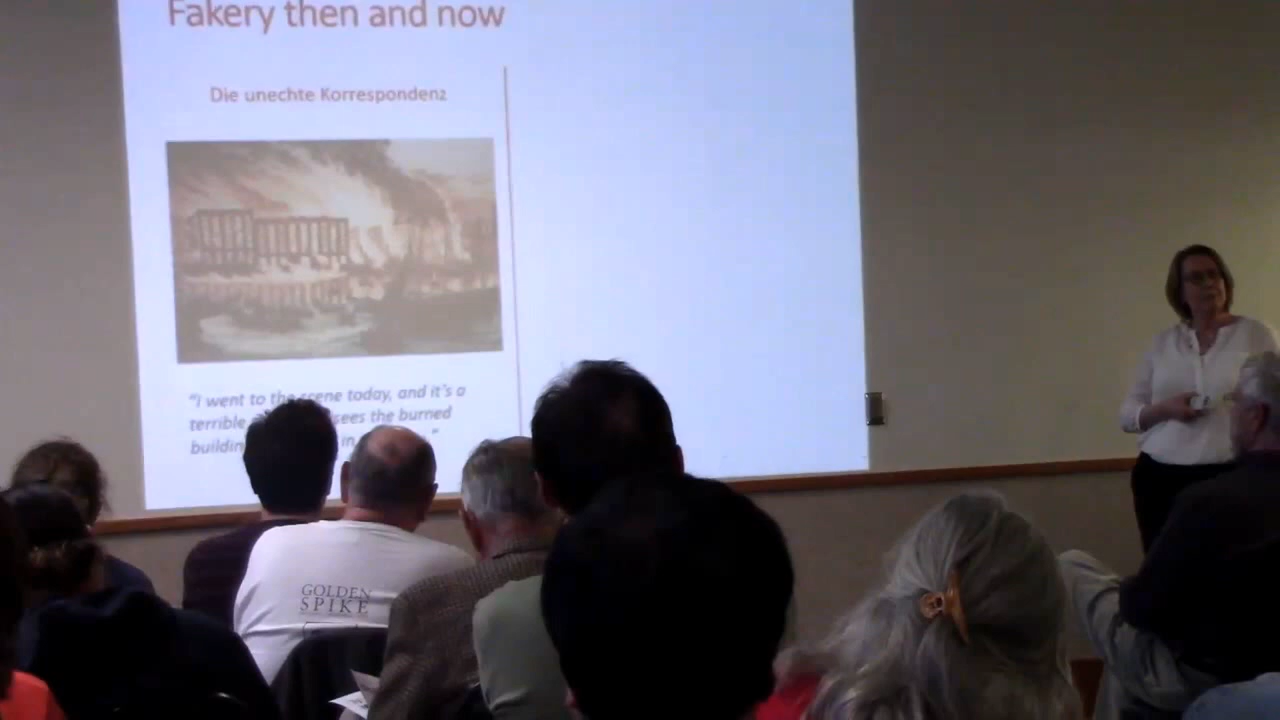 Fakery then and now
Die unechte Korrespondenz
"I went to the scene today, and it's a
terrible sees the burned
in
GOLDEN
SPIKE